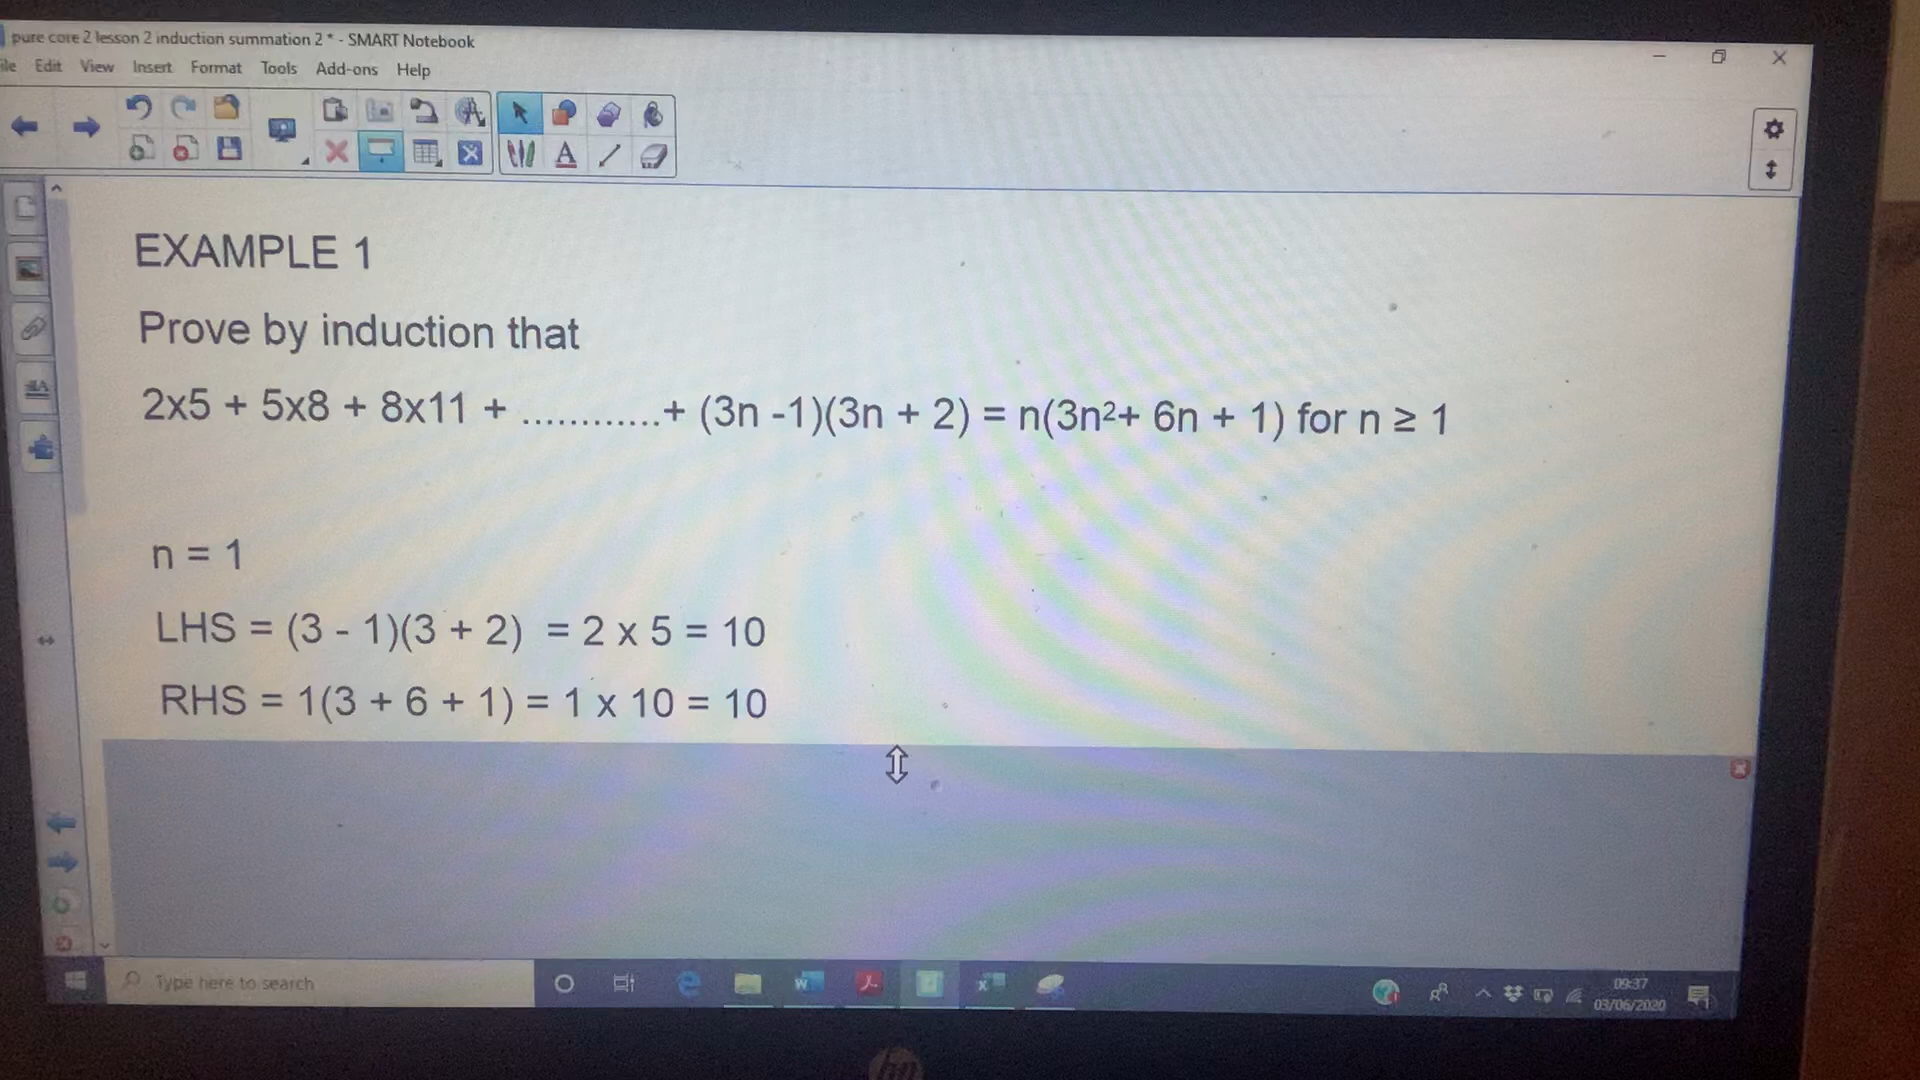 pure core 2 lesson 2 induction summation 2 * - SMART Notebook
ile Edit View Insert Format Tools Add-ons Help
EXAMPLE 1
Prove by induction that
2x5 + 5x8 + 8x11 + ............+ (3n -1)(3n + 2) = n(3n²+ 6n + 1) for n ≥ 1
n = 1
LHS = (3 - 1)(3 + 2) = 2 x 5 = 10
RHS = 1(3 + 6 + 1) = 1 x 10 = 10
Type here to search
09:37
03/06/2020
hp